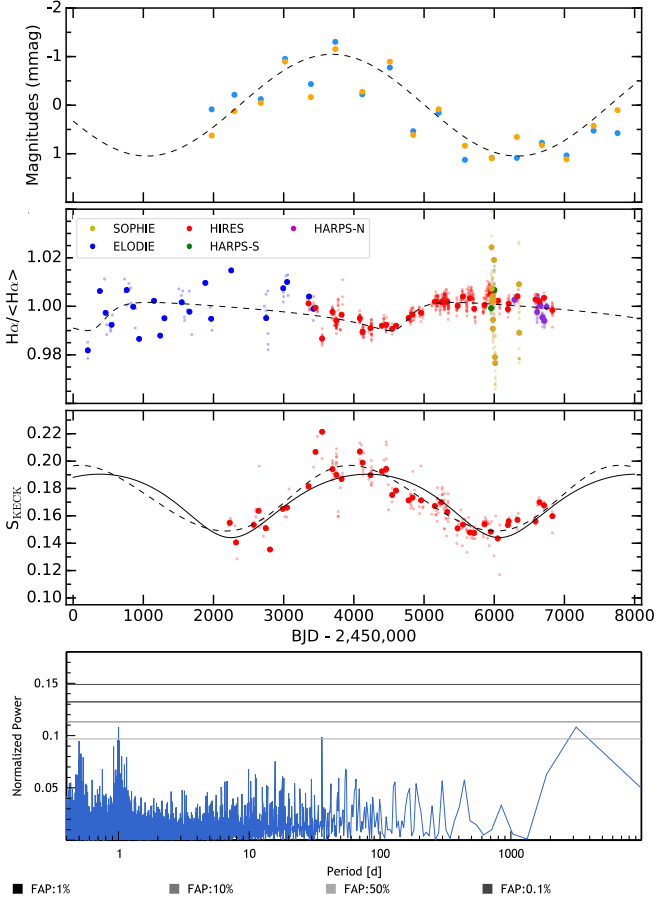 -2
-1
0
1
Magnitudes (mmag)
SOPHIE
ELODIE
HIRES
HARPS-S
HARPS-N
1.02
1.00
0.98
Hα/<Hα>
0.22
0.20
0.18
0.16
0.14
0.12
0.10
S_KECK
0 1000 2000 3000 4000 5000 6000 7000 8000
BJD - 2,450,000
0.15
0.1
0.05
Normalized Power
1 10 100 1000
Period [d]
FAP:1% FAP:10% FAP:50% FAP:0.1%